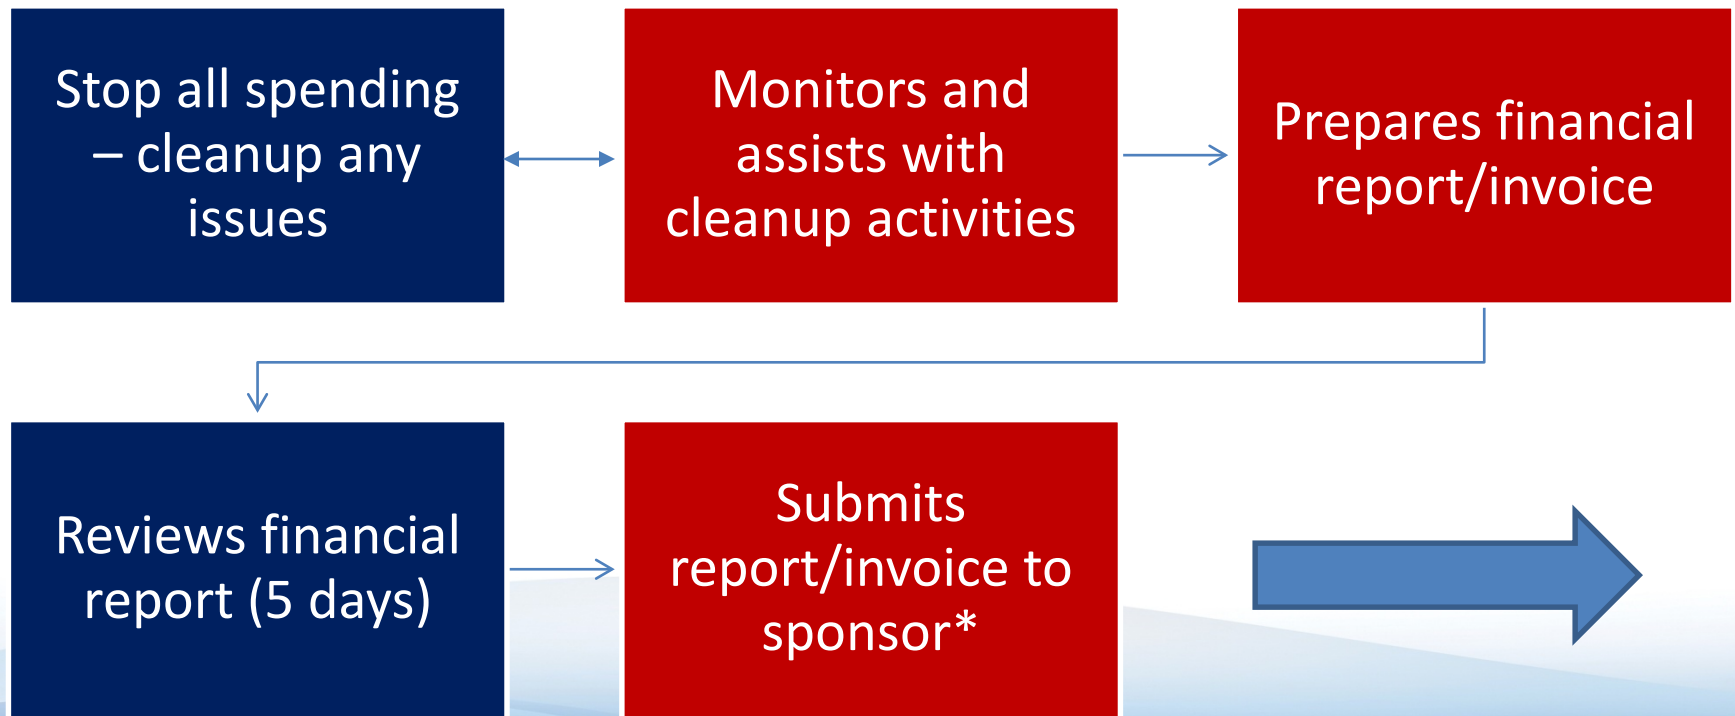 Stop all spending
– cleanup any
issues
Monitors and
assists with
cleanup activities
Prepares financial
report/invoice
Reviews financial
report (5 days)
Submits
report/invoice to
sponsor*